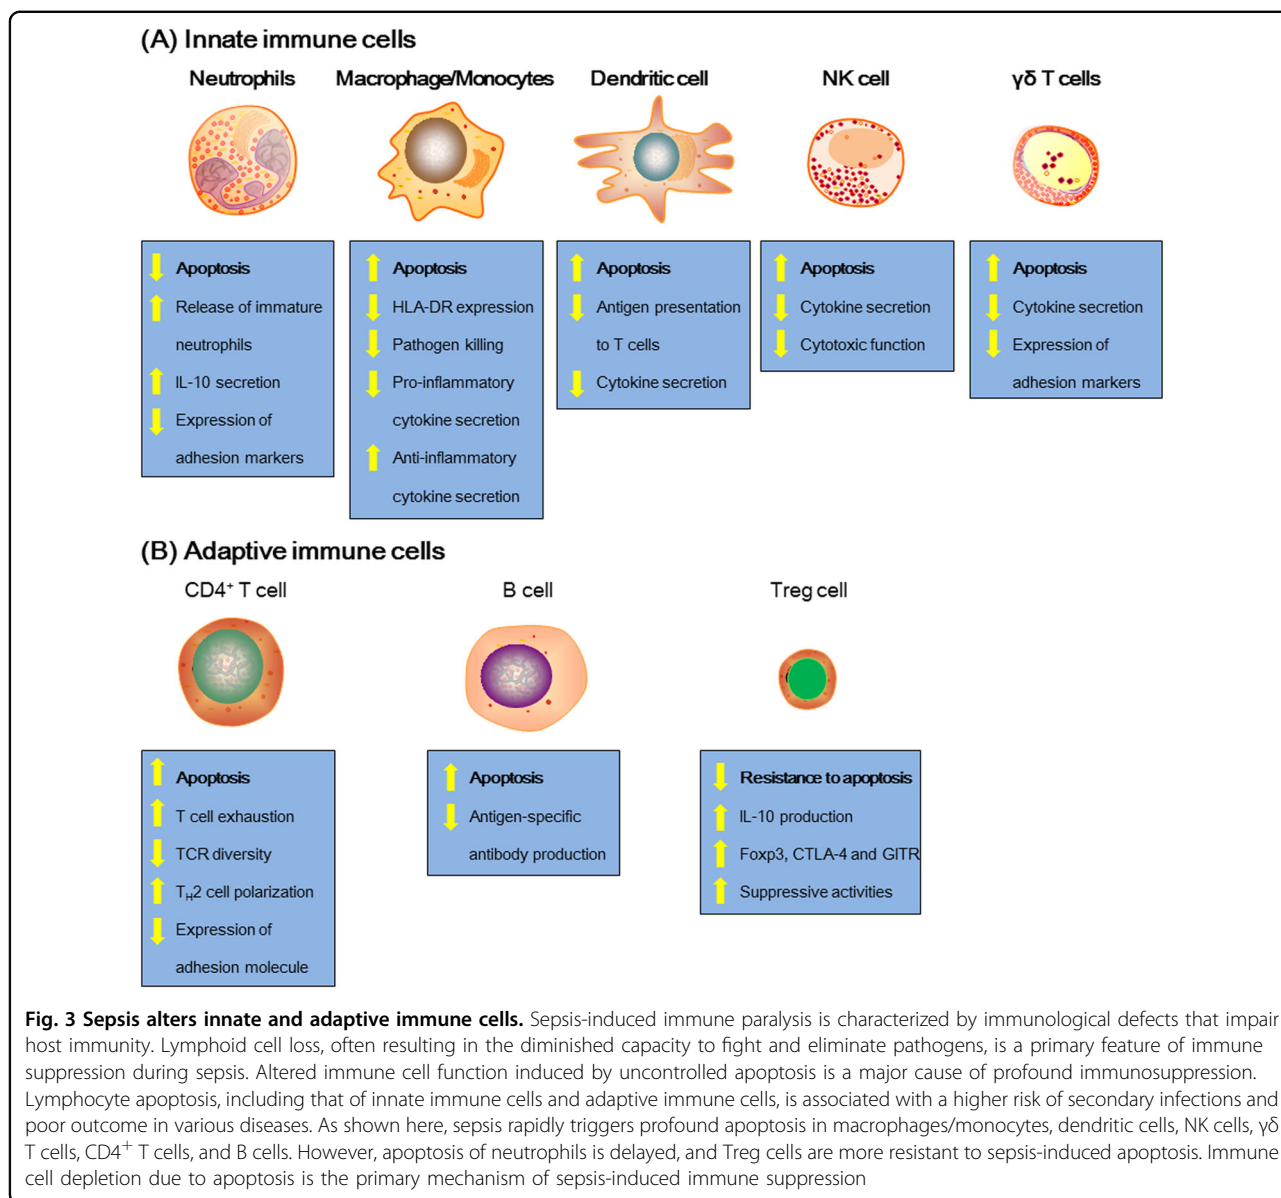 (A) Innate immune cells
Neutrophils
Macrophage/Monocytes
Dendritic cell
NK cell
γδ T cells
Apoptosis
Release of immature
neutrophils
IL-10 secretion
Expression of
adhesion markers
Apoptosis
HLA-DR expression
Pathogen killing
Pro-inflammatory
cytokine secretion
Anti-inflammatory
cytokine secretion
Apoptosis
Antigen presentation
to T cells
Cytokine secretion
Apoptosis
Cytokine secretion
Cytotoxic function
Apoptosis
Cytokine secretion
Expression of
adhesion markers
(B) Adaptive immune cells
CD4⁺ T cell
B cell
Treg cell
Apoptosis
T cell exhaustion
TCR diversity
T_H2 cell polarization
Expression of
adhesion molecule
Apoptosis
Antigen-specific
antibody production
Resistance to apoptosis
IL-10 production
Foxp3, CTLA-4 and GITR
Suppressive activities
Fig. 3 Sepsis alters innate and adaptive immune cells. Sepsis-induced immune paralysis is characterized by immunological defects that impair
host immunity. Lymphoid cell loss, often resulting in the diminished capacity to fight and eliminate pathogens, is a primary feature of immune
suppression during sepsis. Altered immune cell function induced by uncontrolled apoptosis is a major cause of profound immunosuppression.
Lymphocyte apoptosis, including that of innate immune cells and adaptive immune cells, is associated with a higher risk of secondary infections and
poor outcome in various diseases. As shown here, sepsis rapidly triggers profound apoptosis in macrophages/monocytes, dendritic cells, NK cells, γδ
T cells, CD4⁺ T cells, and B cells. However, apoptosis of neutrophils is delayed, and Treg cells are more resistant to sepsis-induced apoptosis. Immune
cell depletion due to apoptosis is the primary mechanism of sepsis-induced immune suppression